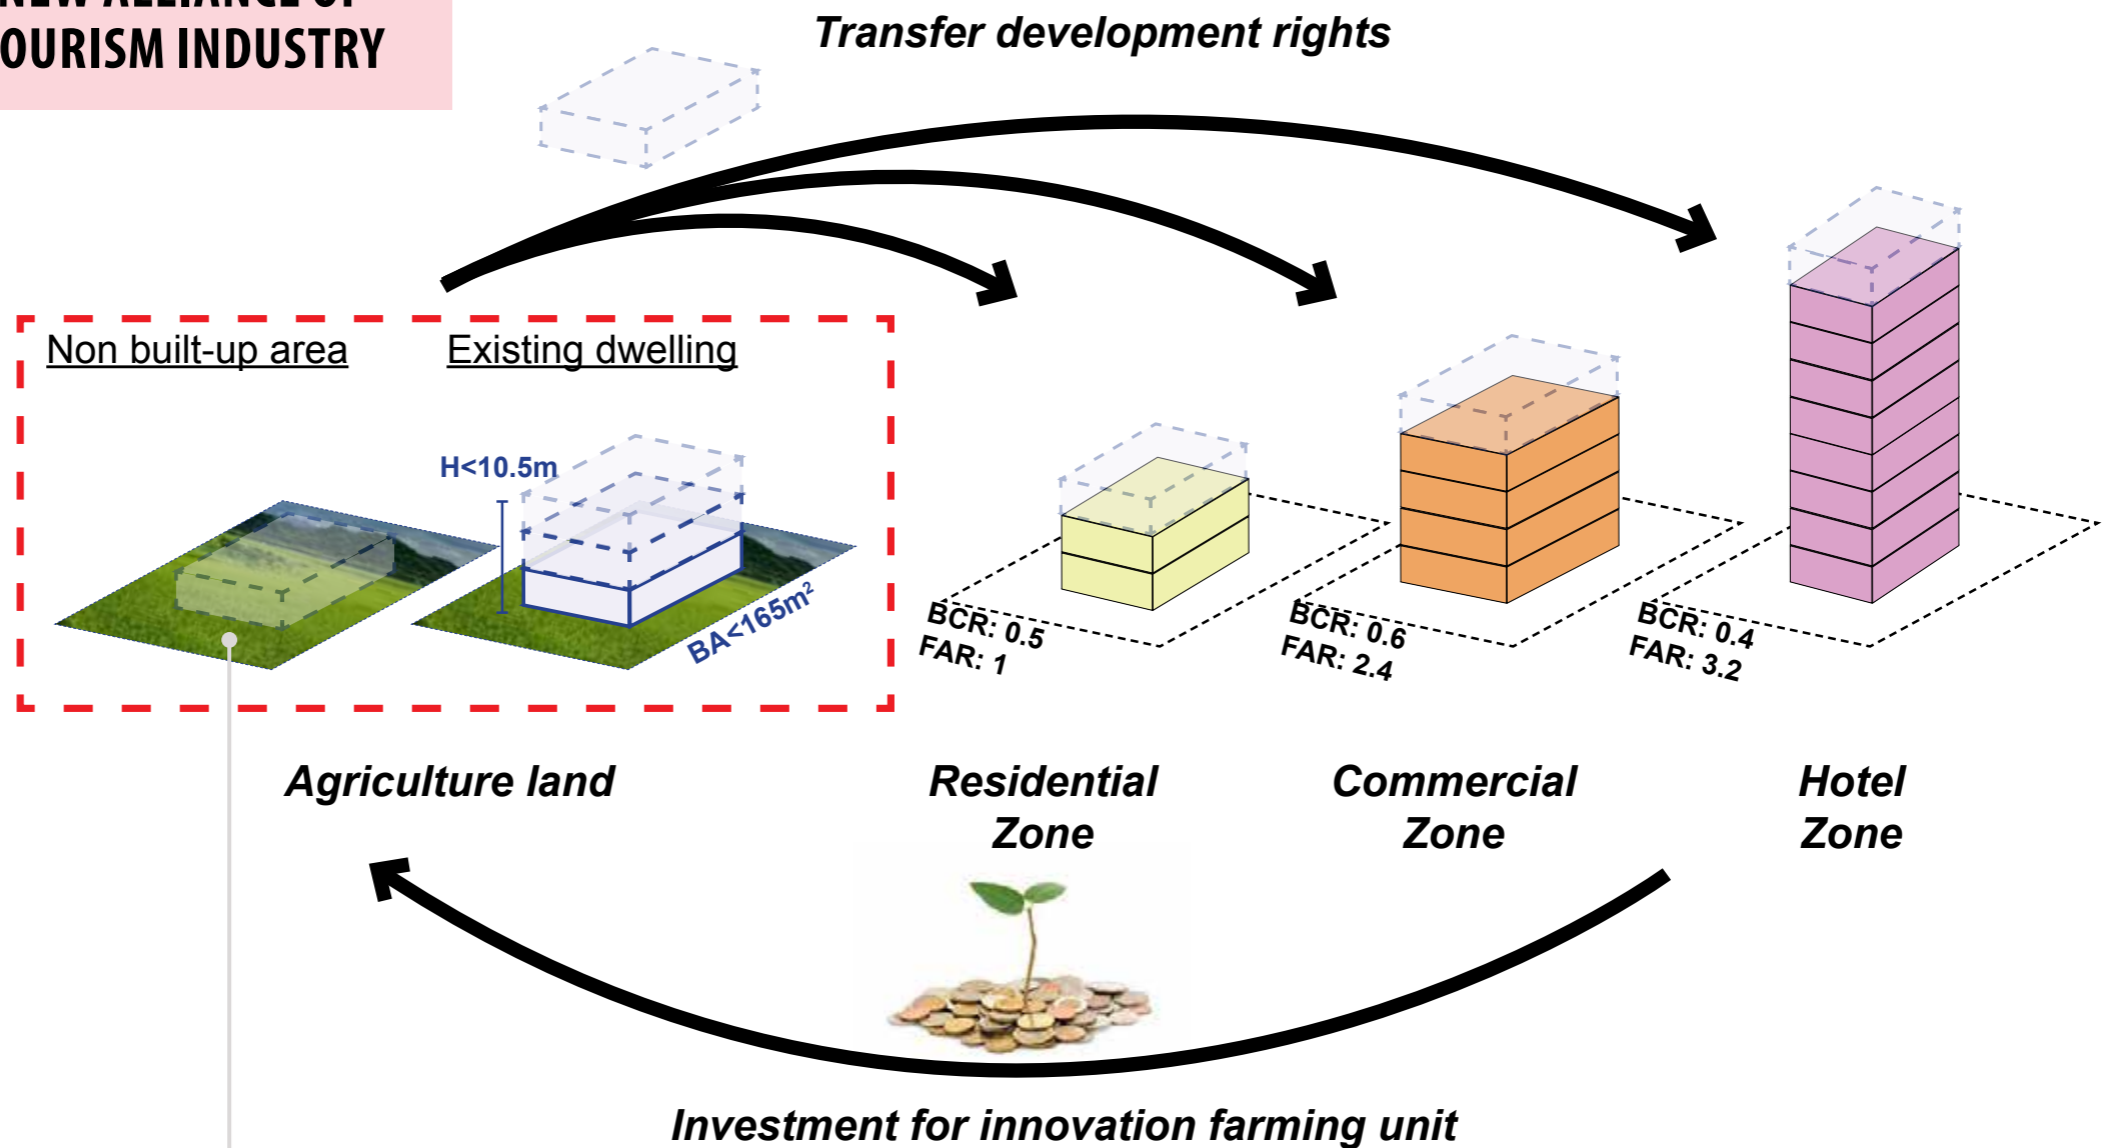 OURISM INDUSTRY
Transfer development rights
Non built-up area
Existing dwelling
H<10.5m
BA<165m²
BCR: 0.5
FAR: 1
BCR: 0.6
FAR: 2.4
BCR: 0.4
FAR: 3.2
Agriculture land
Residential
Zone
Commercial
Zone
Hotel
Zone
Investment for innovation farming unit